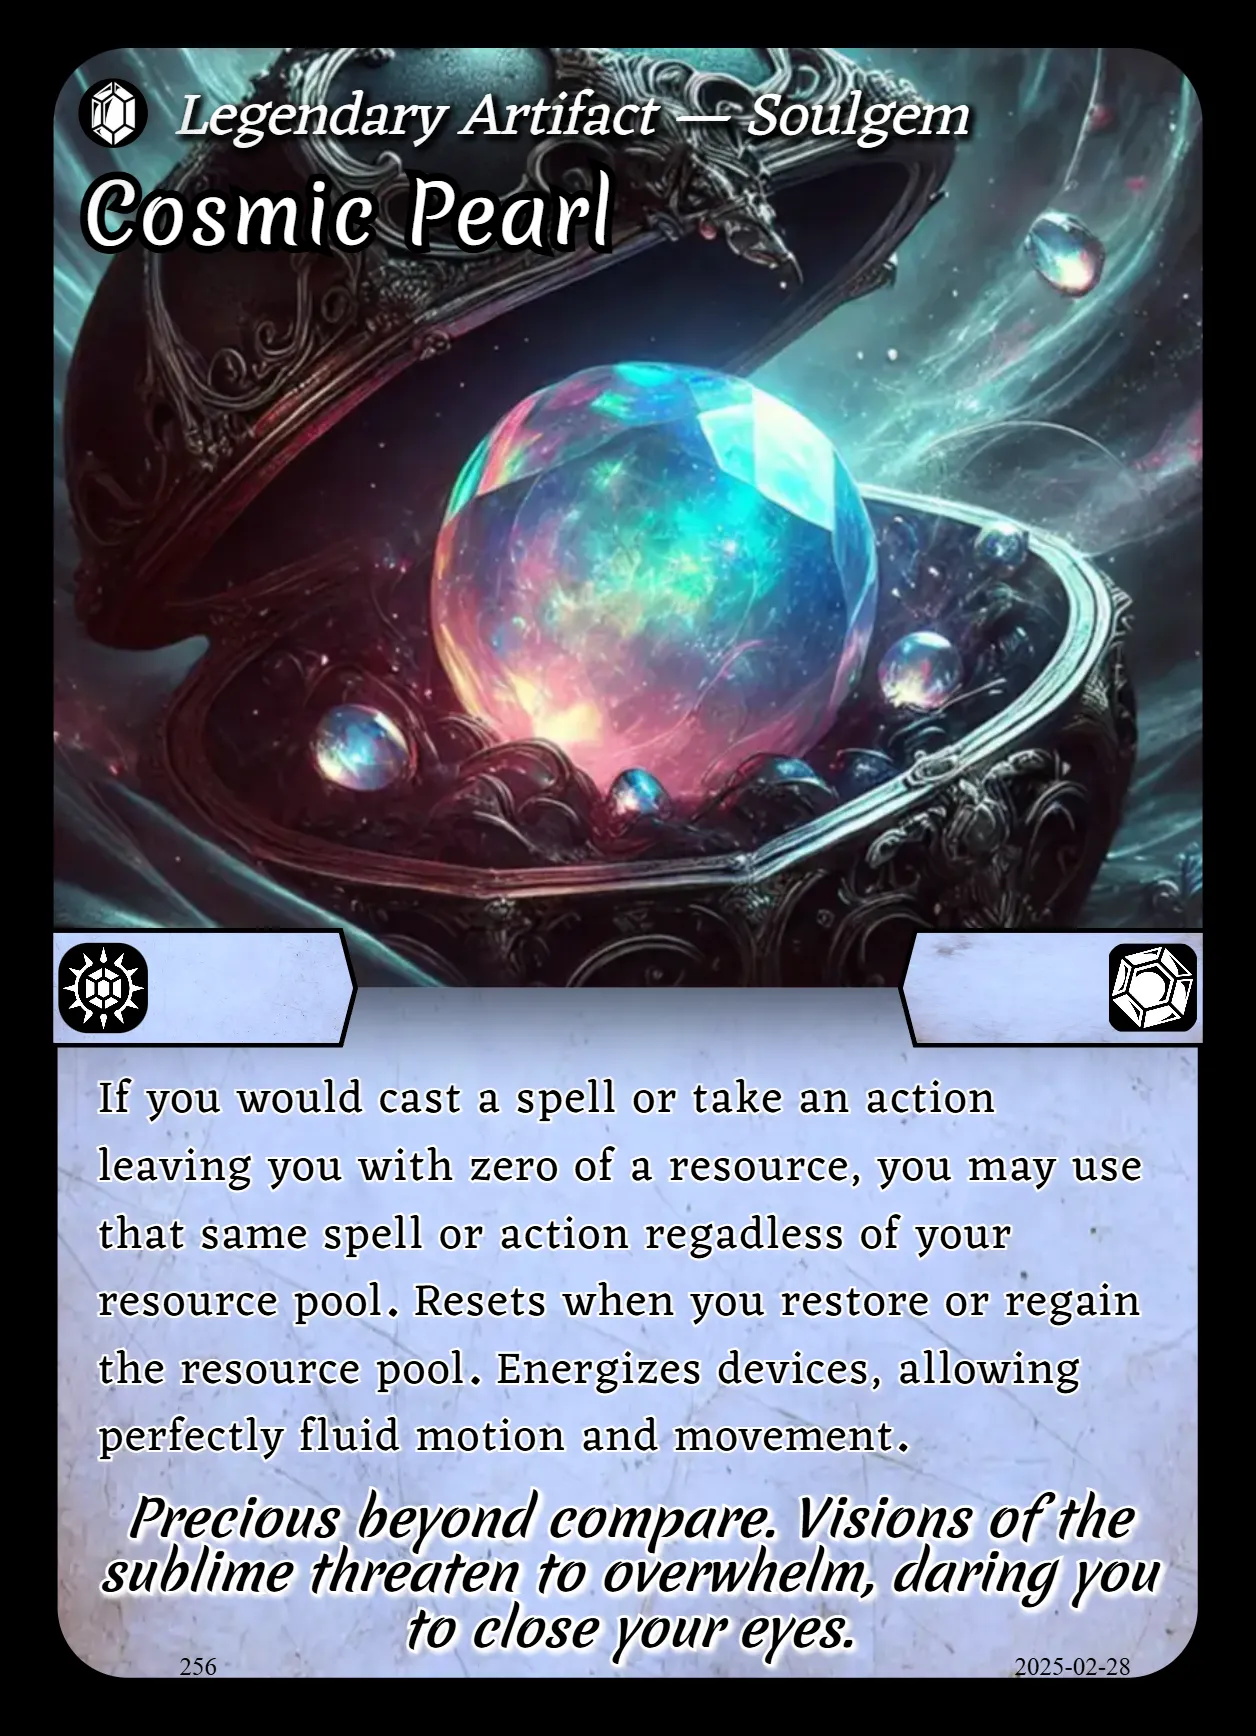 Legendary Artifact — Soulgem
Cosmic Pearl
If you would cast a spell or take an action
leaving you with zero of a resource, you may use
that same spell or action regadless of your
resource pool. Resets when you restore or regain
the resource pool. Energizes devices, allowing
perfectly fluid motion and movement.
Precious beyond compare. Visions of the
sublime threaten to overwhelm, daring you
to close your eyes.
256
2025-02-28